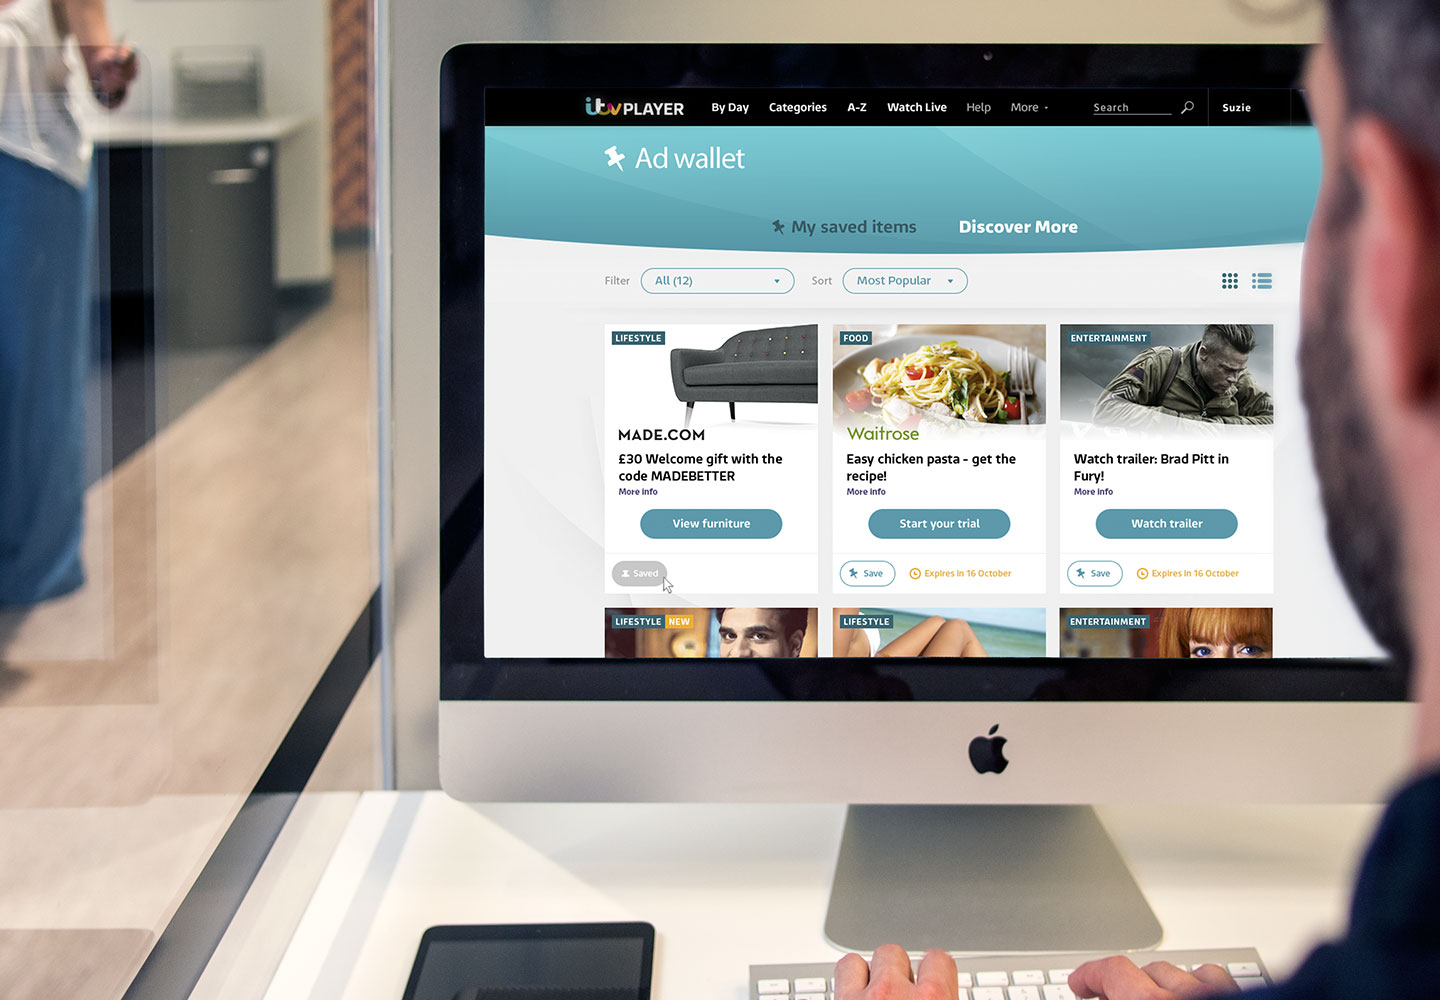 itv PLAYER By Day Categories A-Z Watch Live Help More Search Suzie
Ad wallet
My saved items Discover More
Filter All (12) Sort Most Popular
LIFESTYLE
MADE.COM
£30 Welcome gift with the
code MADEBETTER
More info
View furniture
Saved
FOOD
Waitrose
Easy chicken pasta - get the
recipe!
More info
Start your trial
Save Expires in 16 October
ENTERTAINMENT
Watch trailer: Brad Pitt in
Fury!
More info
Watch trailer
Save Expires in 16 October
LIFESTYLE NEW
LIFESTYLE
ENTERTAINMENT